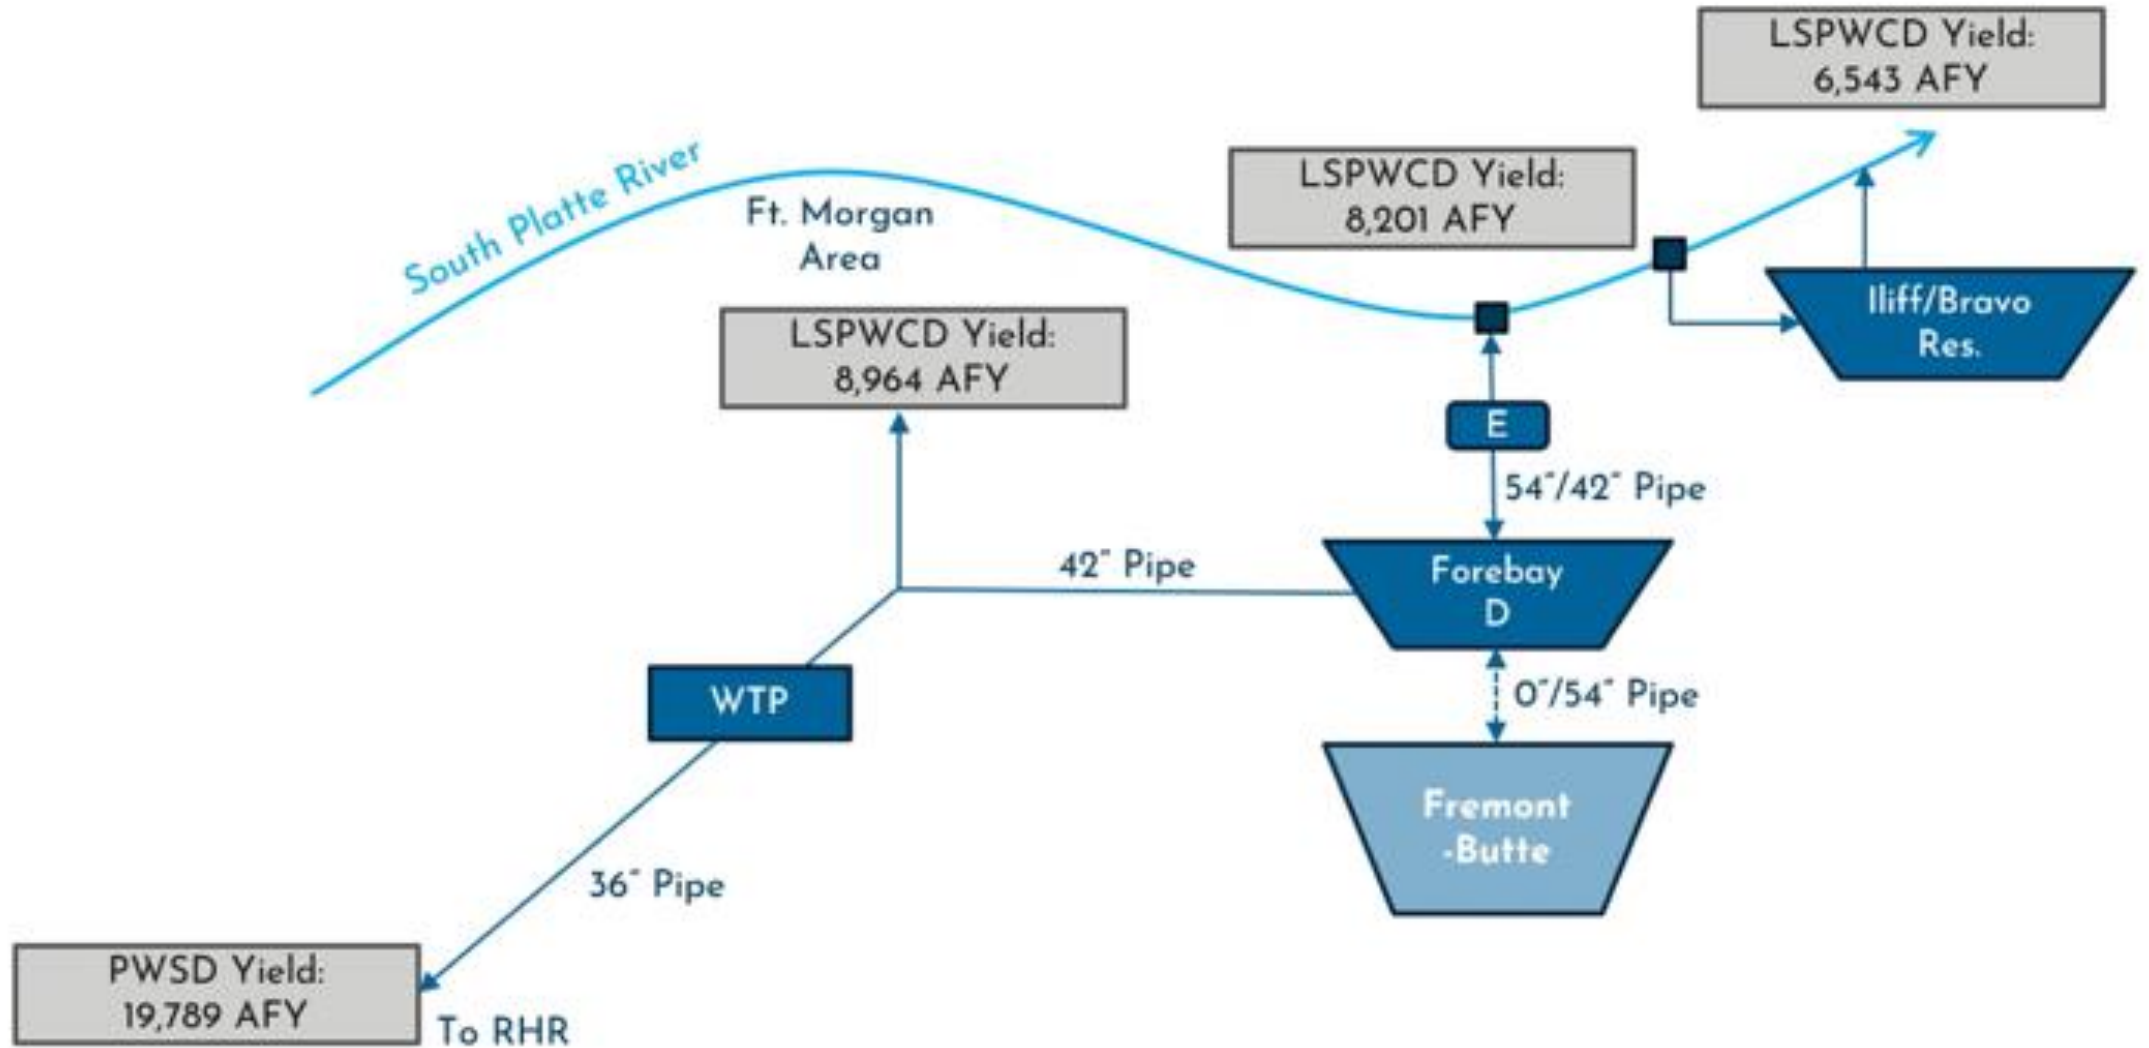 LSPWCD Yield:
6,543 AFY
South Platte River
LSPWCD Yield:
8,201 AFY
Ft. Morgan
Area
Iliff/Bravo
Res.
LSPWCD Yield:
8,964 AFY
E
54"/42" Pipe
42" Pipe
Forebay
D
WTP
0"/54" Pipe
Fremont
-Butte
36" Pipe
PWSD Yield:
19,789 AFY
To RHR